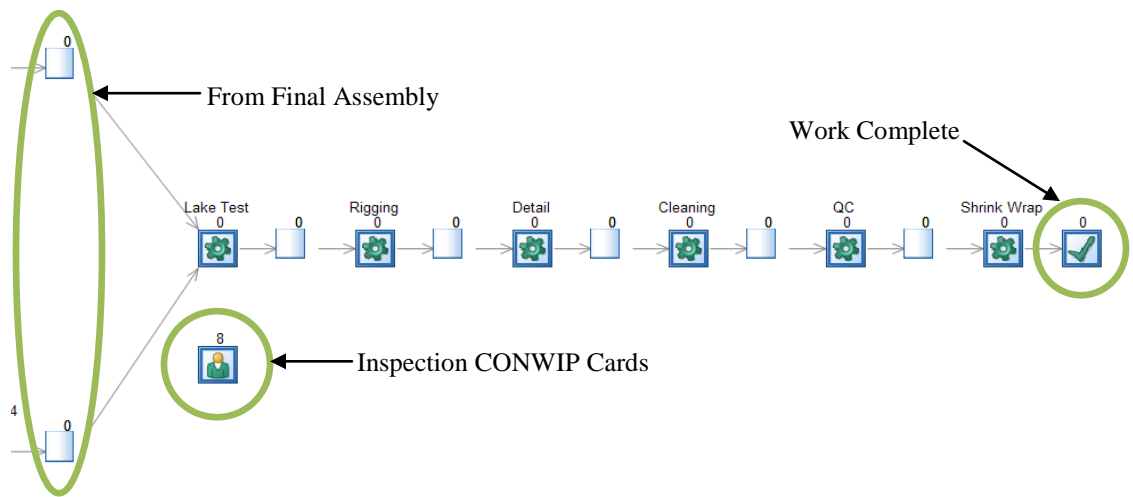 0
From Final Assembly
Work Complete
Lake Test Rigging Detail Cleaning QC Shrink Wrap
0 0 0 0 0 0 0 0 0 0 0 0
8
Inspection CONWIP Cards
4
0